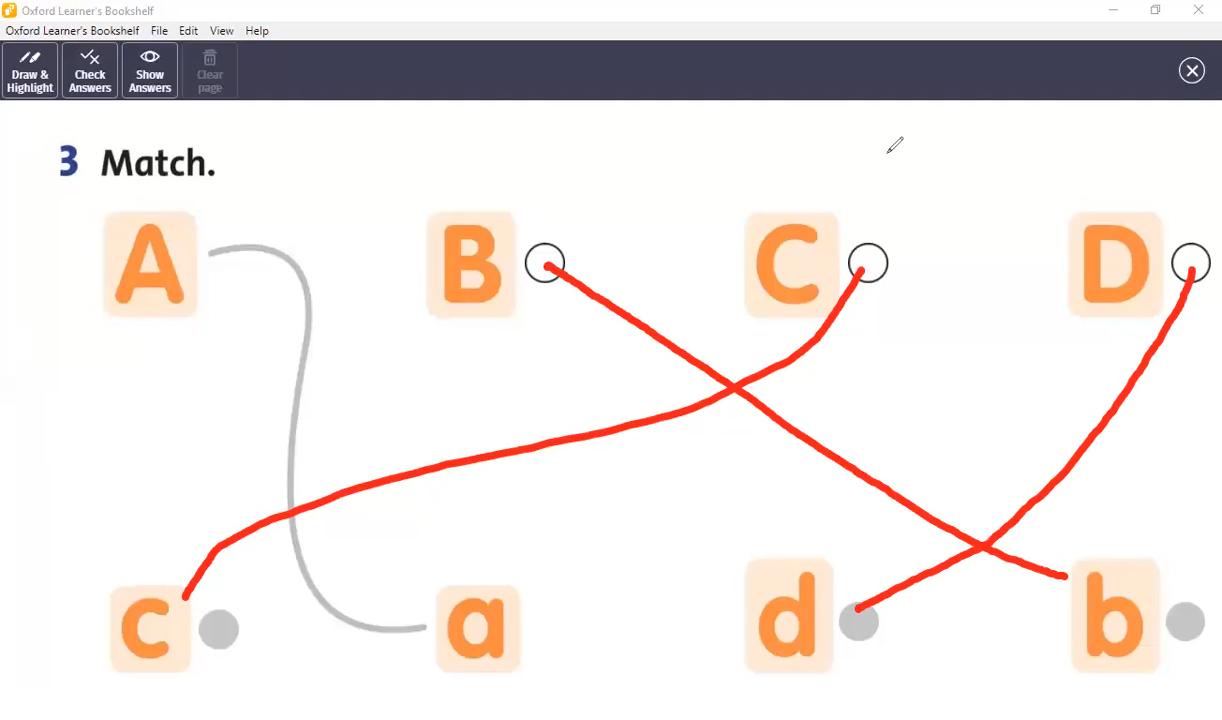 Oxford Learner's Bookshelf
Oxford Learner's Bookshelf File Edit View Help
Draw & Highlight
Check Answers
Show Answers
Clear page
3 Match.
A B C D
c a d b